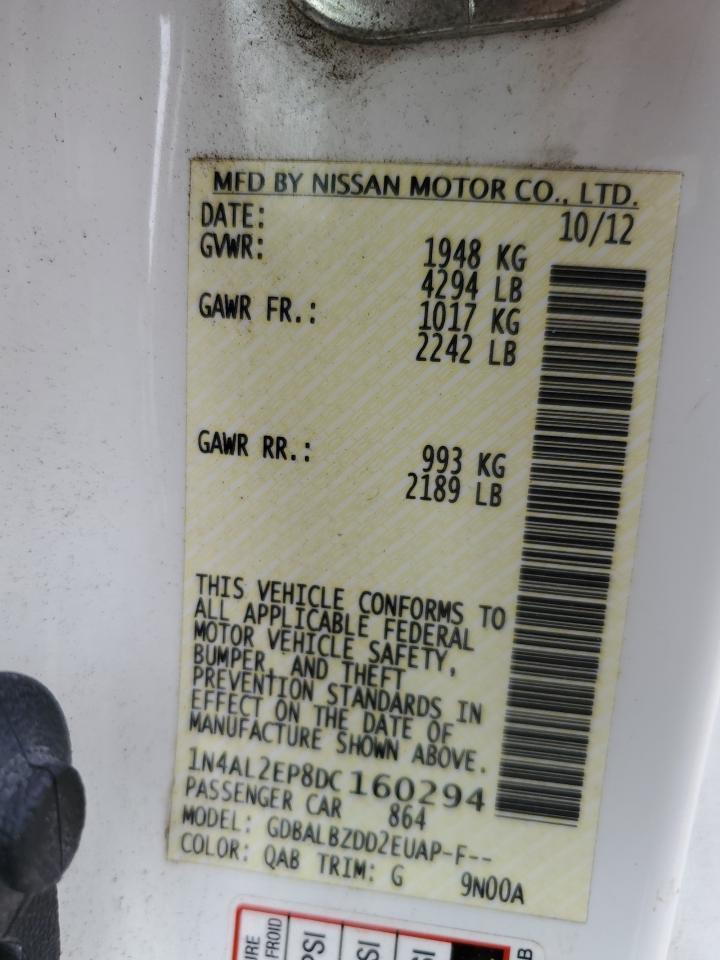 MFD BY NISSAN MOTOR CO., LTD.
DATE: 10/12
GVWR: 1948 KG
4294 LB
GAWR FR.: 1017 KG
2242 LB
GAWR RR.: 993 KG
2189 LB
THIS VEHICLE CONFORMS TO
ALL APPLICABLE FEDERAL
MOTOR VEHICLE SAFETY,
BUMPER, AND THEFT
PREVENTION STANDARDS IN
EFFECT ON THE DATE OF
MANUFACTURE SHOWN ABOVE.
1N4AL2EP8DC160294
PASSENGER CAR 864
MODEL: GDBALBZDD2EUAP-F--
COLOR: QAB TRIM: G 9N00A
FROID
PSI